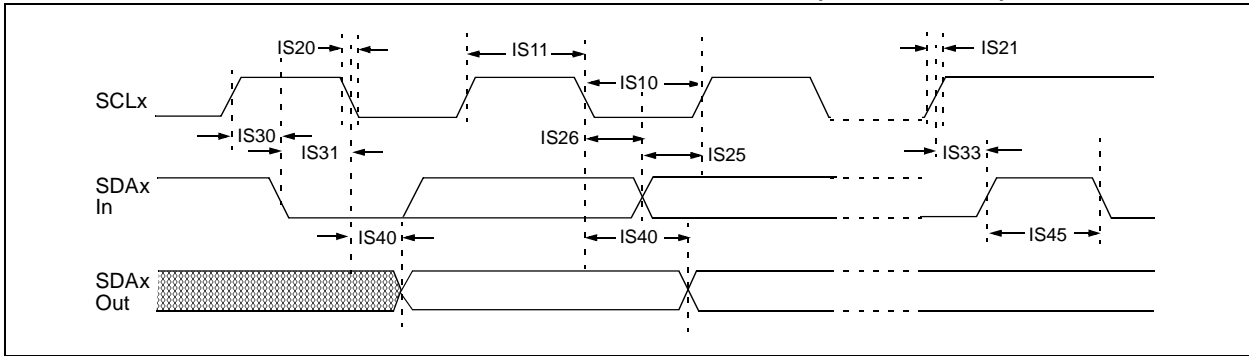 IS20
IS11
IS21
IS10
SCLx
IS30
IS26
IS31
IS25
IS33
SDAx
In
IS40
IS40
IS45
SDAx
Out